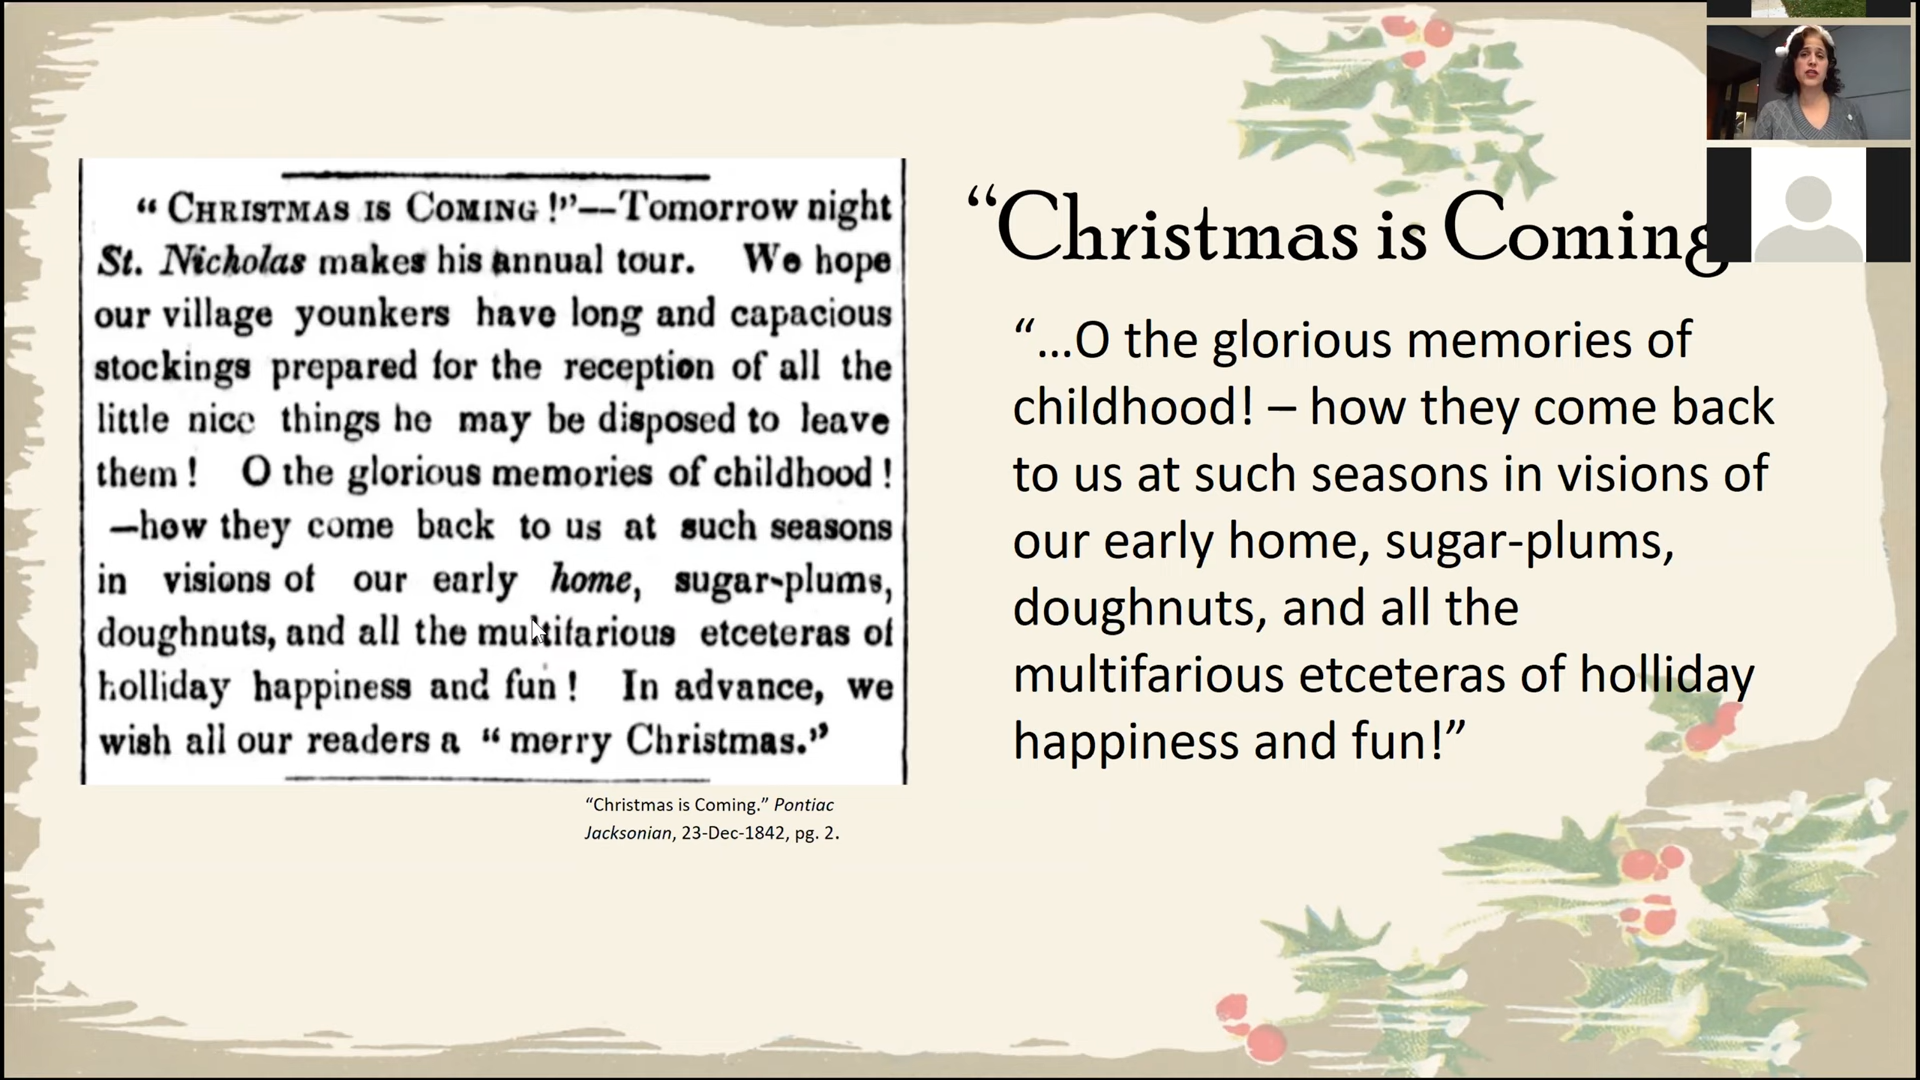 “ CHRISTMAS IS COMING !”—Tomorrow night
St. Nicholas makes his annual tour. We hope
our village younkers have long and capacious
stockings prepared for the reception of all the
little nice things he may be disposed to leave
them ! O the glorious memories of childhood !
—how they come back to us at such seasons
in visions of our early home, sugar-plums,
doughnuts, and all the multifarious etceteras of
holliday happiness and fun ! In advance, we
wish all our readers a “ merry Christmas.”
“Christmas is Coming.” Pontiac
Jacksonian, 23-Dec-1842, pg. 2.
“Christmas is Coming
“…O the glorious memories of
childhood! – how they come back
to us at such seasons in visions of
our early home, sugar-plums,
doughnuts, and all the
multifarious etceteras of holliday
happiness and fun!”